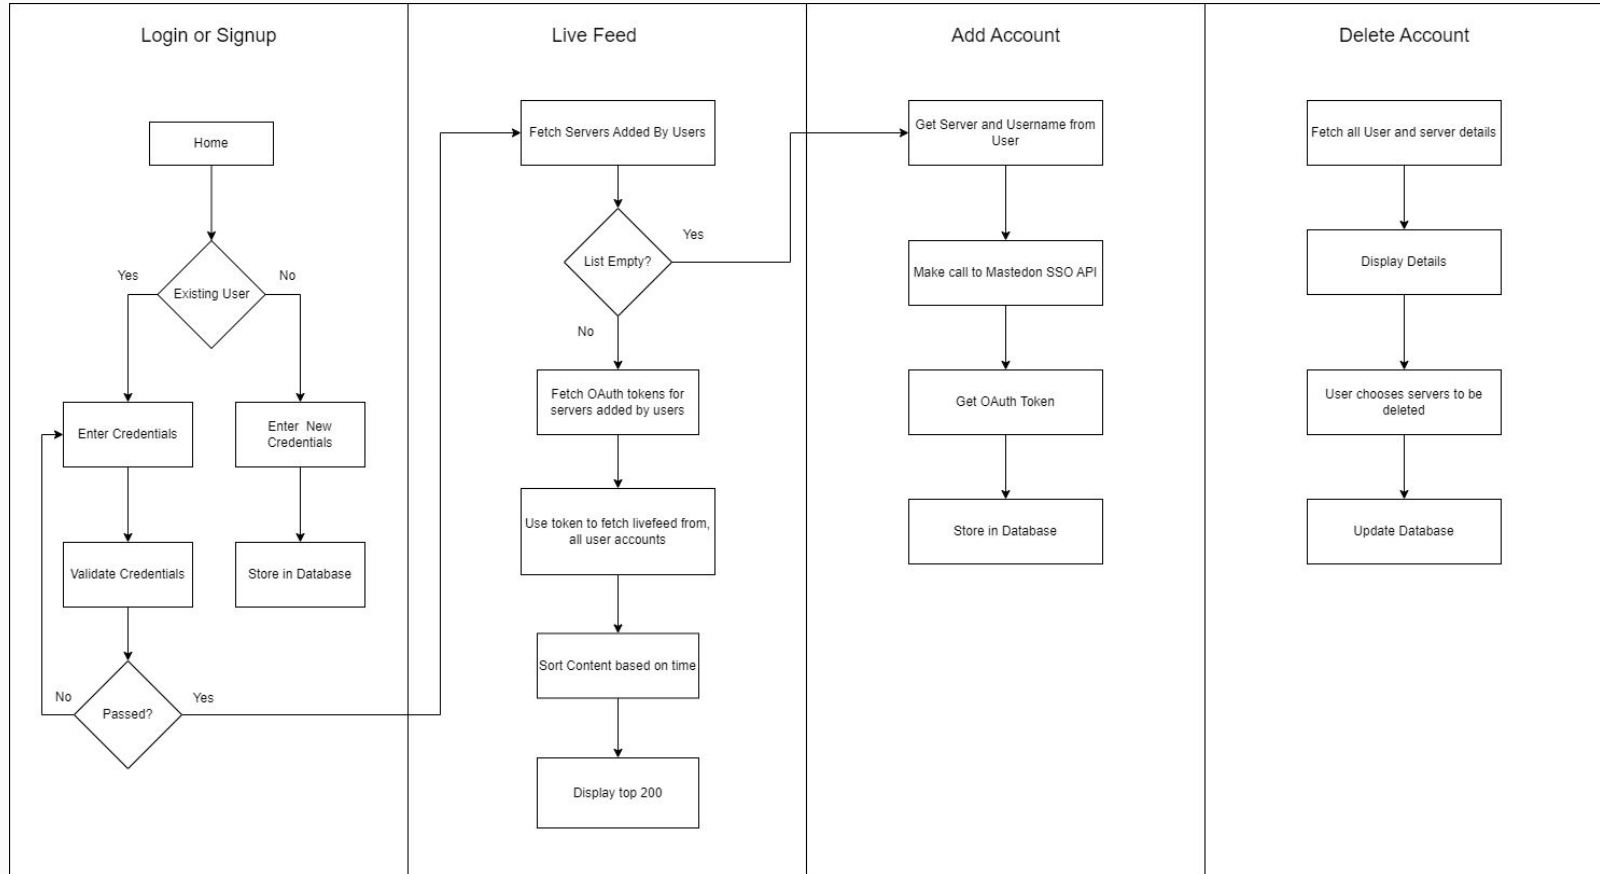 Login or Signup
Home
Yes
No
Existing User
Enter Credentials
Enter New
Credentials
Validate Credentials
Store in Database
No
Yes
Passed?
Live Feed
Fetch Servers Added By Users
Yes
List Empty?
No
Fetch OAuth tokens for
servers added by users
Use token to fetch livefeed from,
all user accounts
Sort Content based on time
Display top 200
Add Account
Get Server and Username from
User
Make call to Mastedon SSO API
Get OAuth Token
Store in Database
Delete Account
Fetch all User and server details
Display Details
User chooses servers to be
deleted
Update Database